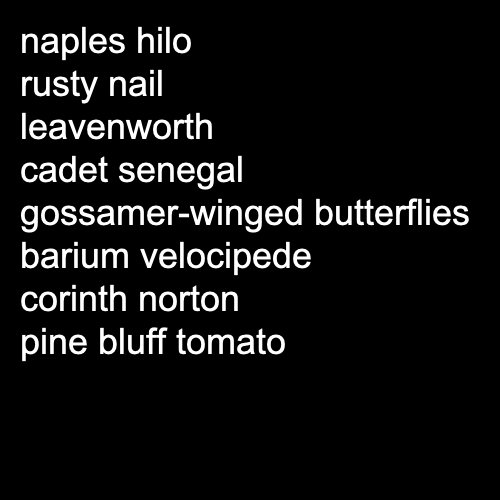 naples hilo
rusty nail
leavenworth
cadet senegal
gossamer-winged butterflies
barium velocipede
corinth norton
pine bluff tomato